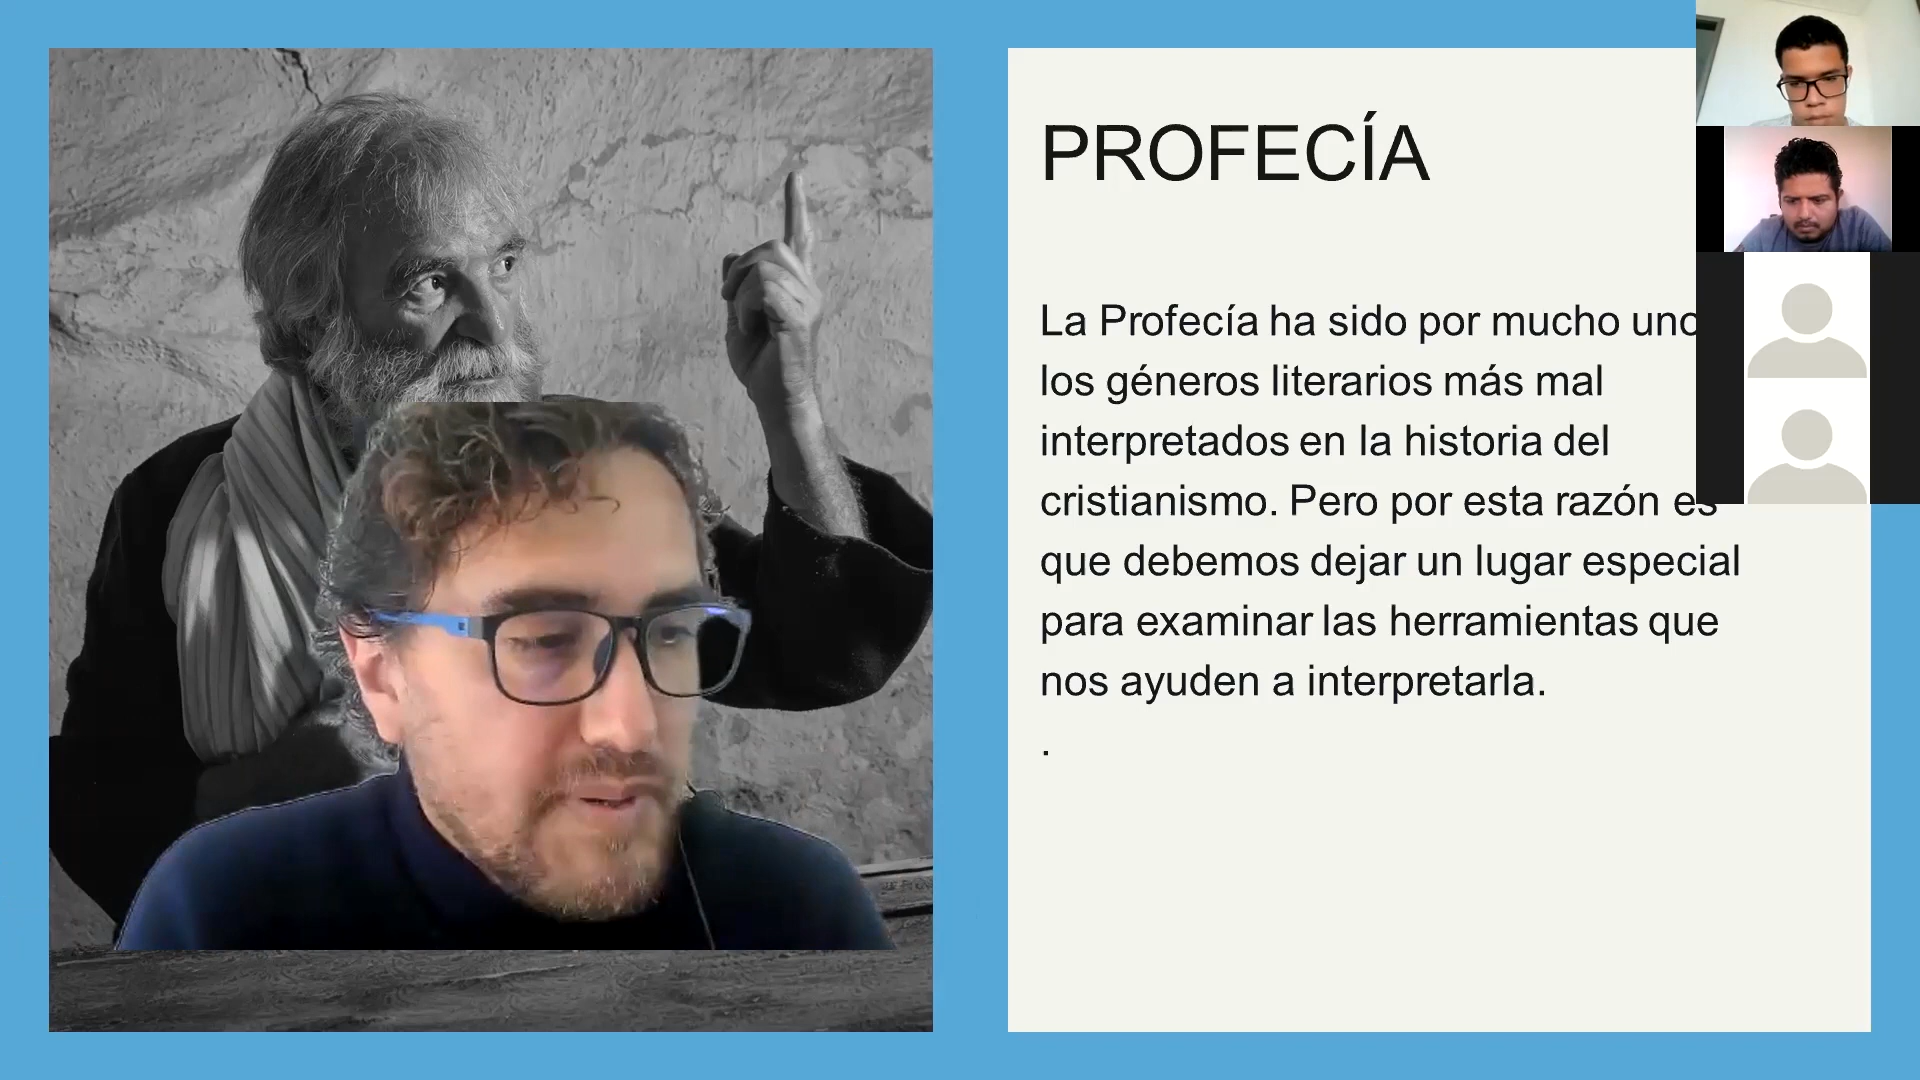 PROFECÍA
La Profecía ha sido por mucho uno
los géneros literarios más mal
interpretados en la historia del
cristianismo. Pero por esta razón es
que debemos dejar un lugar especial
para examinar las herramientas que
nos ayuden a interpretarla.
.